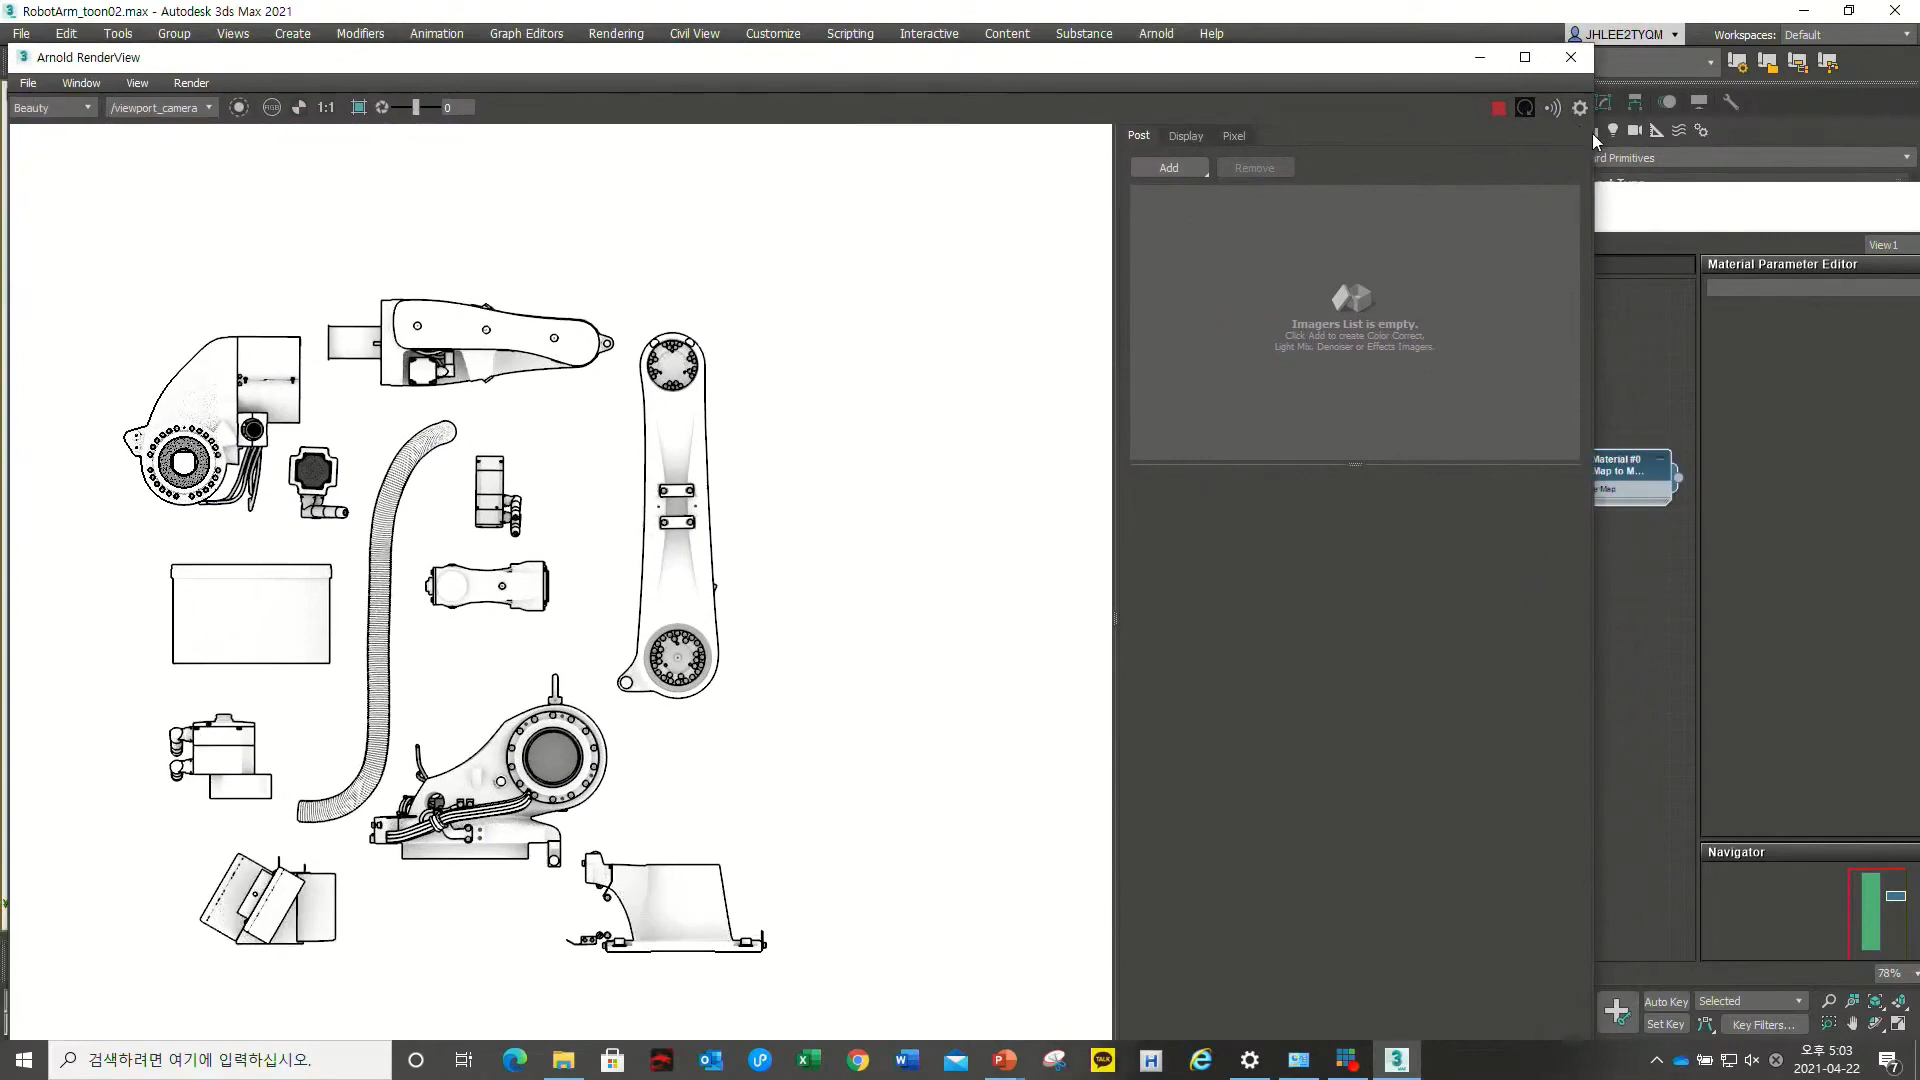 RobotArm_toon02.max - Autodesk 3ds Max 2021
File Edit Tools Group Views Create Modifiers Animation Graph Editors Rendering Civil View Customize Scripting Interactive Content Substance Arnold Help
JHLEE2TYQM
Workspaces: Default
Arnold RenderView
File Window View Render
Beauty /viewport_camera RGB 1:1 0
Post Display Pixel
Add Remove
Imagers List is empty.
Click Add to create Color Correct,
Light Mix, Denoiser or Effects Imagers.
rd Primitives
View1
Material Parameter Editor
Material #0
Map to M...
Navigator
78%
Auto Key Selected
Set Key Key Filters...
검색하려면 여기에 입력하십시오.
TALK
오후 5:03
2021-04-22
7